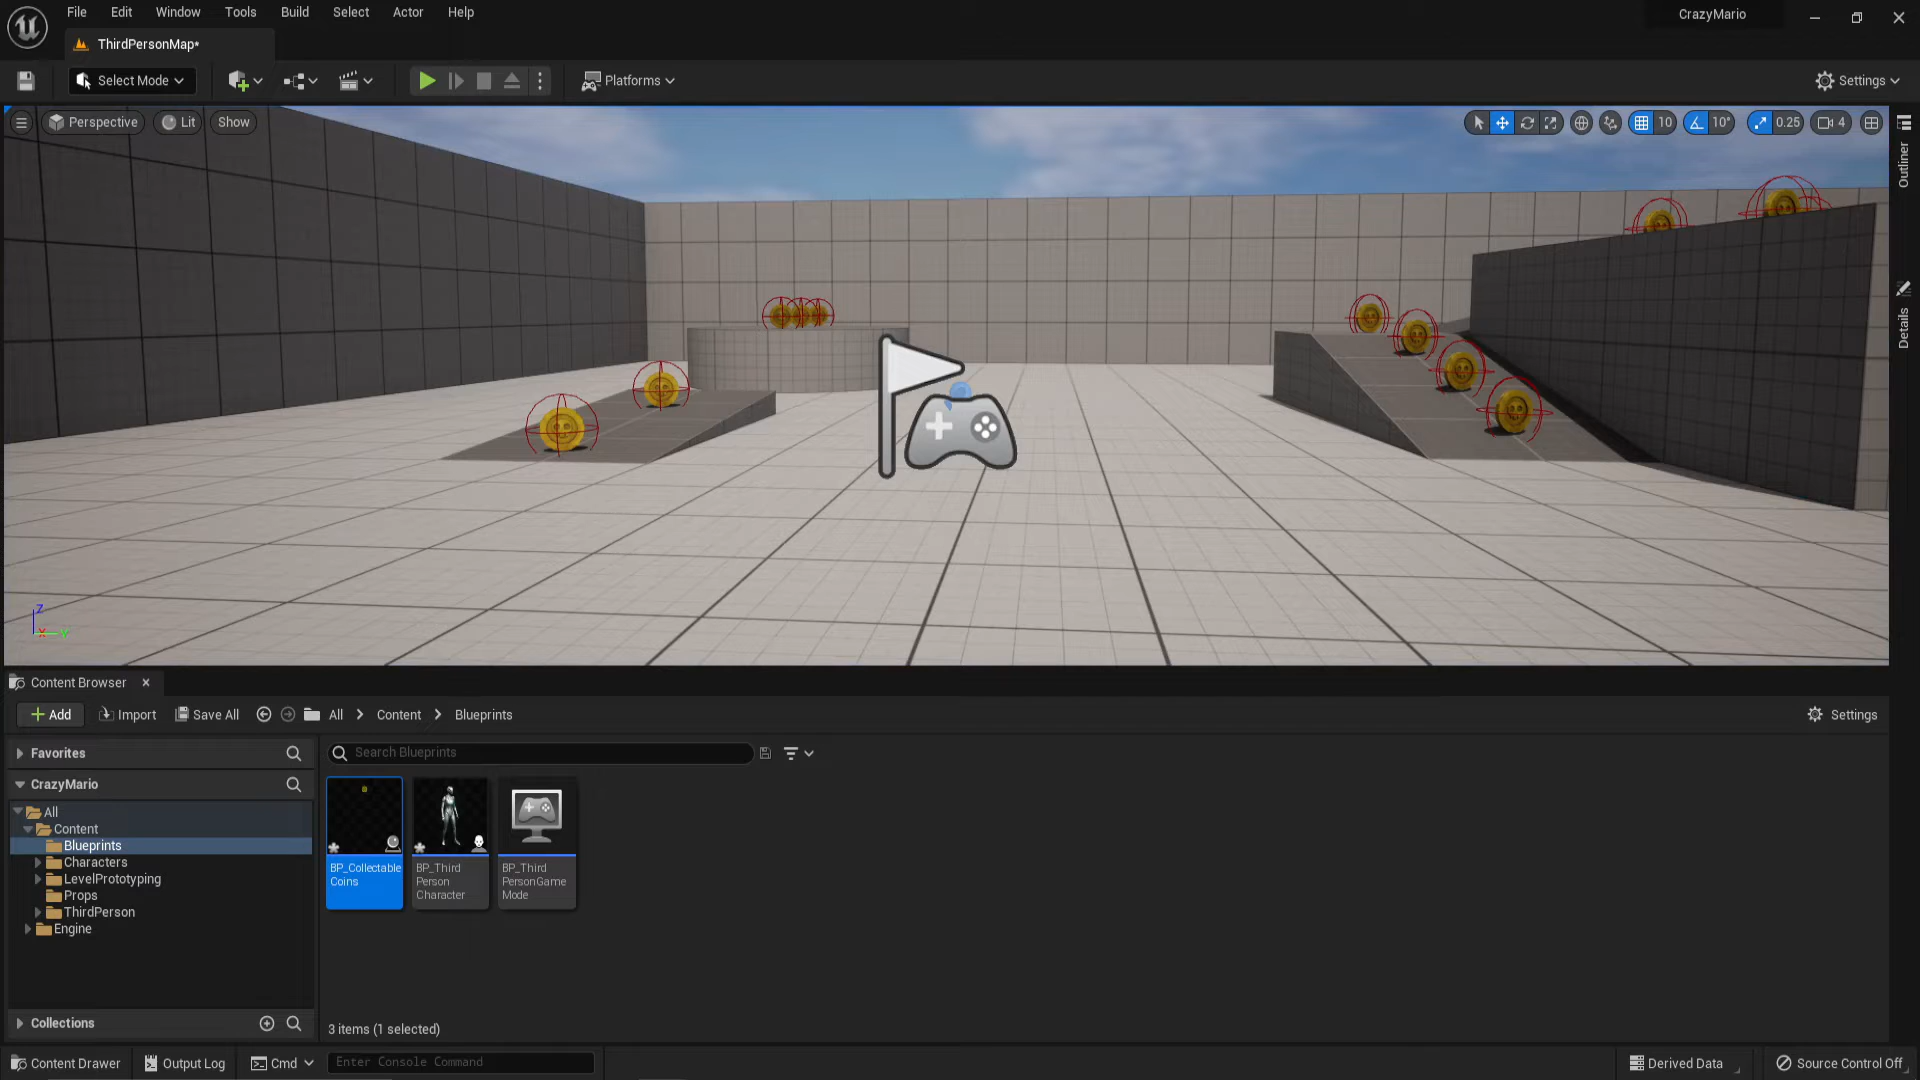 File Edit Window Tools Build Select Actor Help
CrazyMario
ThirdPersonMap*
Select Mode
Platforms
Settings
Perspective
Lit
Show
10
10°
0.25
4
Outliner
Details
Z
X
Y
Content Browser
Add
Import
Save All
All
Content
Blueprints
Settings
Favorites
Search Blueprints
CrazyMario
All
Content
Blueprints
Characters
LevelPrototyping
Props
ThirdPerson
Engine
BP_Collectable
Coins
BP_Third
Person
Character
BP_Third
PersonGame
Mode
Collections
3 items (1 selected)
Content Drawer
Output Log
Cmd
Enter Console Command
Derived Data
Source Control Off